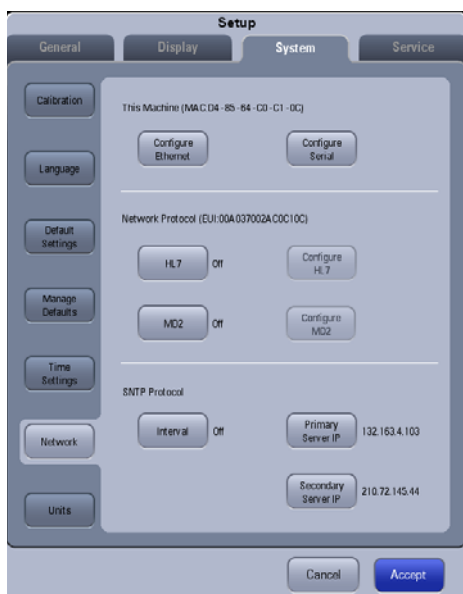 Setup
General Display System Service
Calibration
Language
Default
Settings
Manage
Defaults
Time
Settings
Network
Units
This Machine (MAC:D4-85-64-C0-C1-0C)
Configure
Ethernet
Configure
Serial
Network Protocol (EUI:00A037002AC0C10C)
HL7 Off
Configure
HL7
MD2 Off
Configure
MD2
SNTP Protocol
Interval Off
Primary
Server IP
132.163.4.103
Secondary
Server IP
210.72.145.44
Cancel Accept